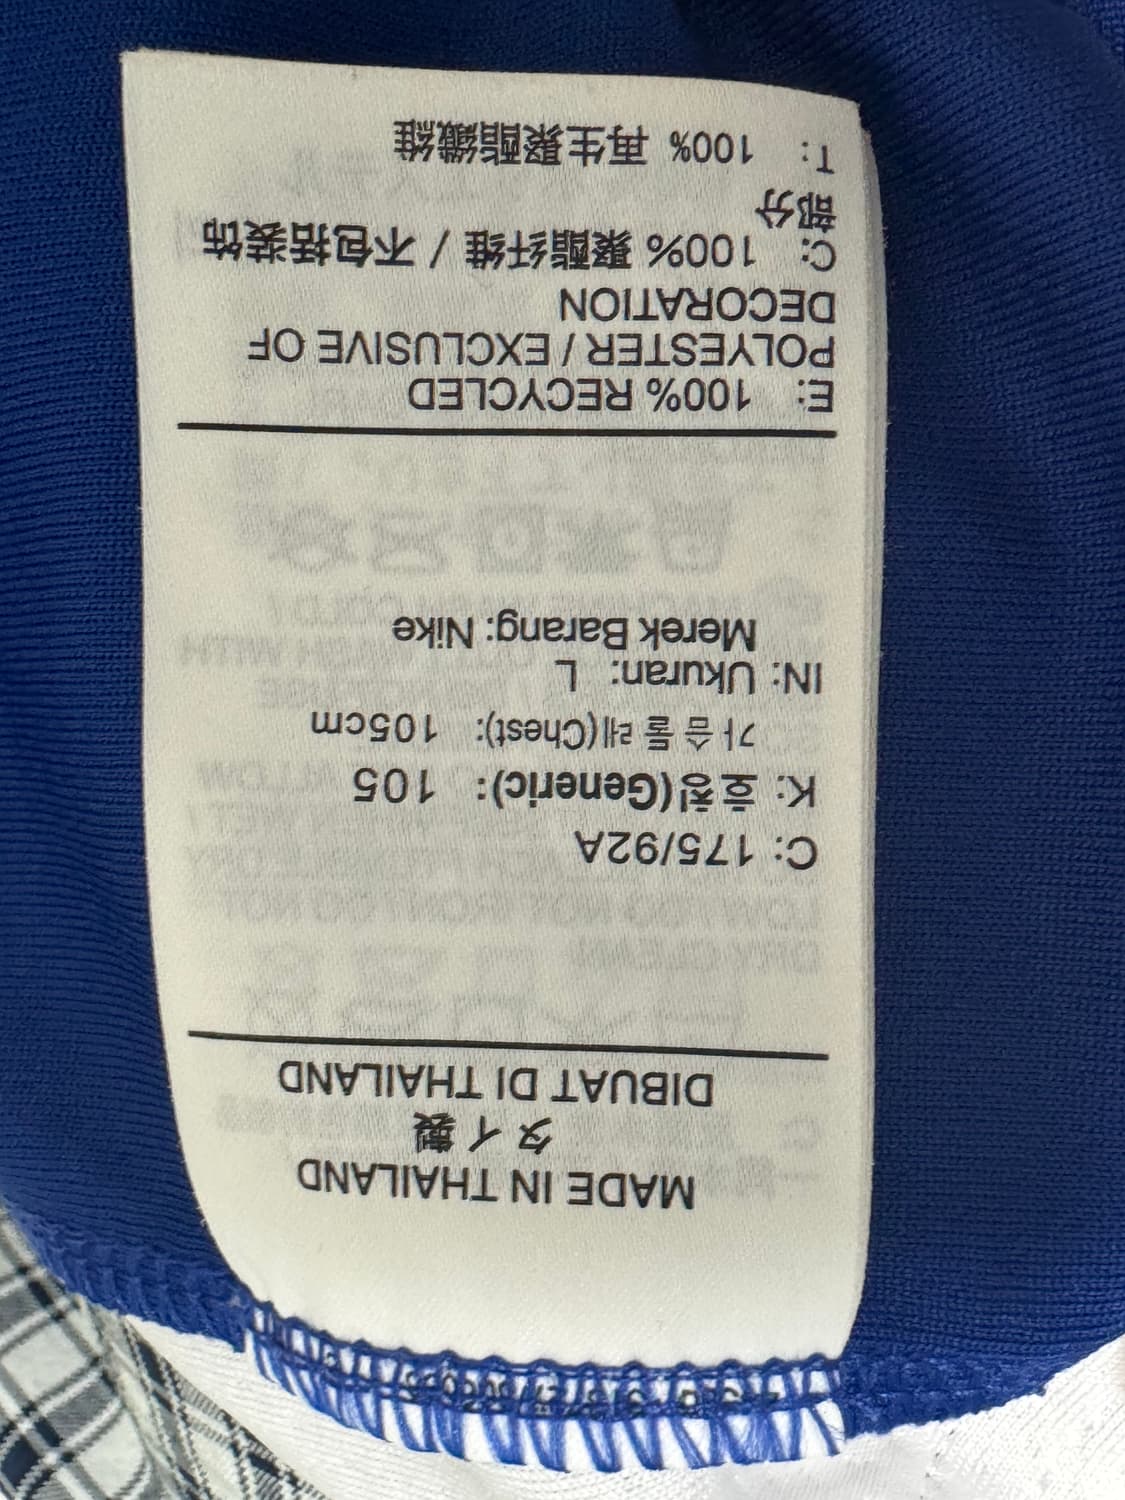 MADE IN THAILAND
タイ製
DIBUAT DI THAILAND
C: 175/92A
K: 호칭(Generic): 105
가슴둘레(Chest): 105cm
IN: Ukuran: L
Merek Barang: Nike
E: 100% RECYCLED
POLYESTER / EXCLUSIVE OF
DECORATION
C: 100% 聚酯纤维 / 不包括装饰
部分
T: 100% 再生聚酯纖維